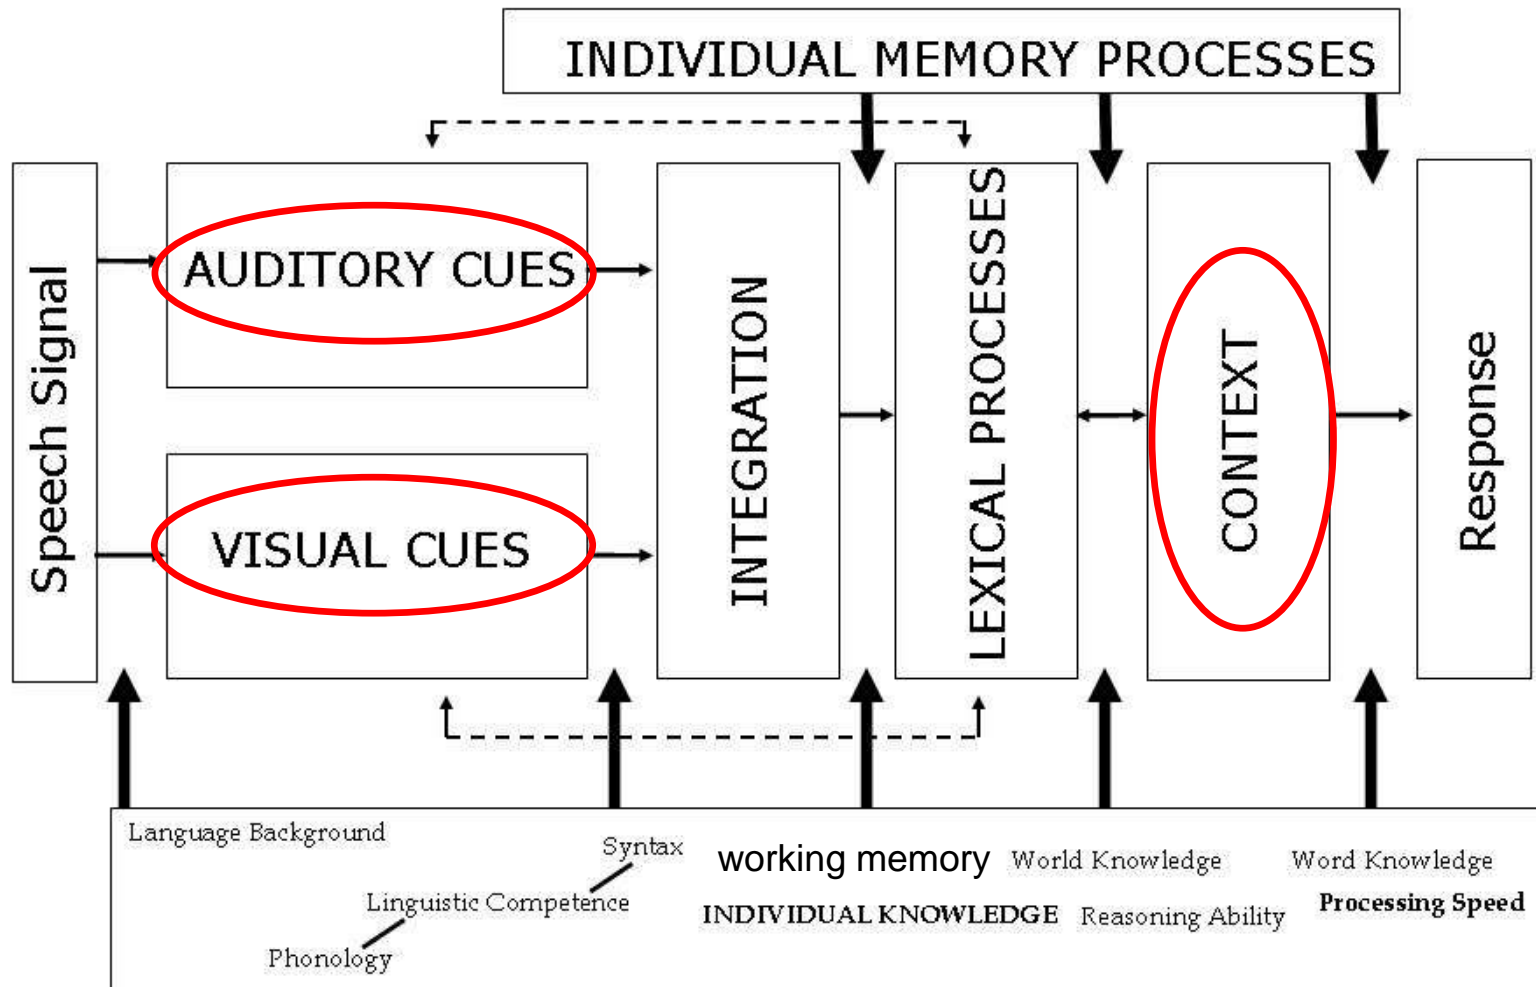 INDIVIDUAL MEMORY PROCESSES
Speech Signal
AUDITORY CUES
VISUAL CUES
INTEGRATION
LEXICAL PROCESSES
CONTEXT
Response
Language Background
Syntax
Linguistic Competence
Phonology
working memory
INDIVIDUAL KNOWLEDGE
World Knowledge
Reasoning Ability
Word Knowledge
Processing Speed